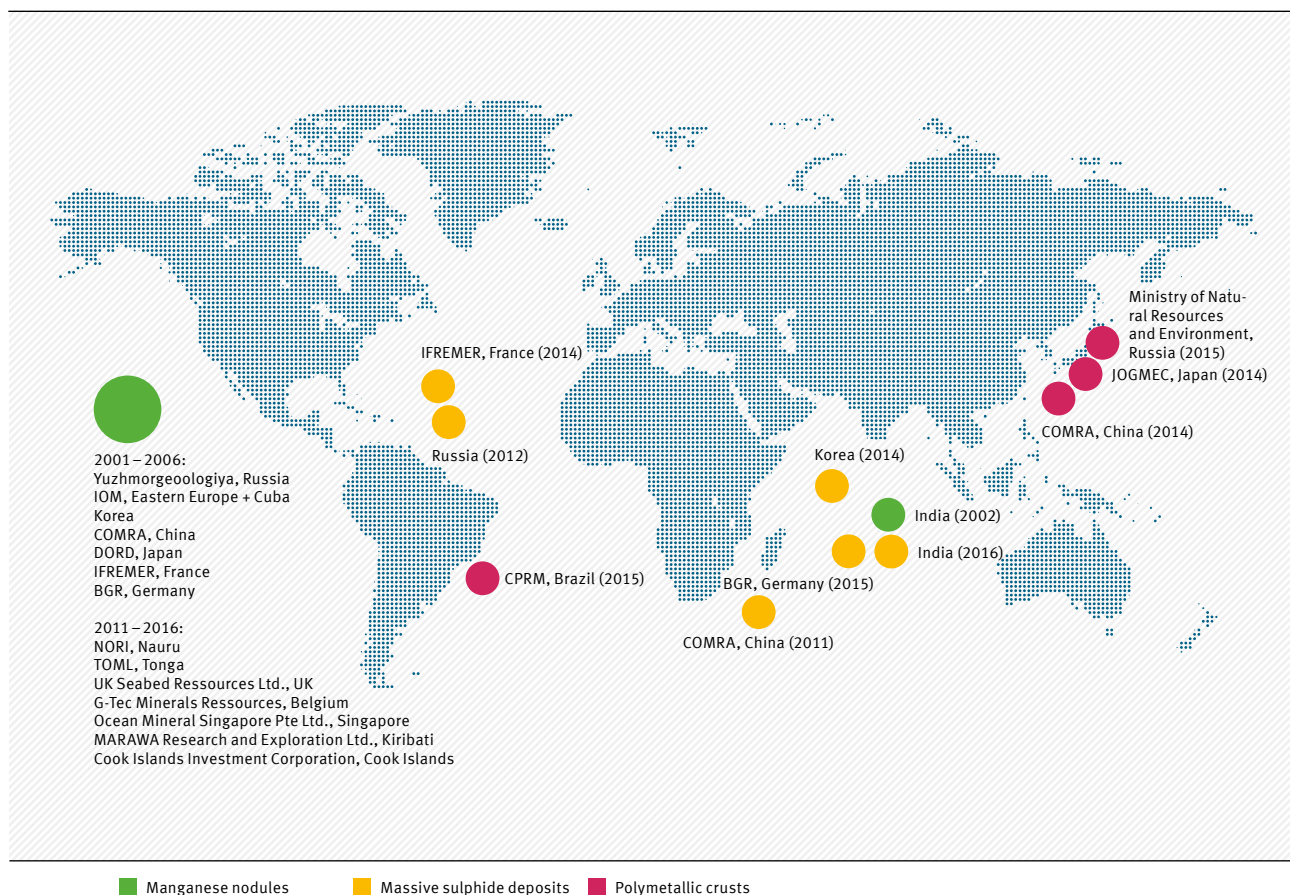 Ministry of Natu-
ral Resources
and Environment,
Russia (2015)
IFREMER, France (2014)
JOGMEC, Japan (2014)
COMRA, China (2014)
Russia (2012)
Korea (2014)
2001 – 2006:
Yuzhmorgeoologiya, Russia
IOM, Eastern Europe + Cuba
Korea
COMRA, China
DORD, Japan
IFREMER, France
BGR, Germany
India (2002)
India (2016)
CPRM, Brazil (2015)
BGR, Germany (2015)
COMRA, China (2011)
2011 – 2016:
NORI, Nauru
TOML, Tonga
UK Seabed Ressources Ltd., UK
G-Tec Minerals Ressources, Belgium
Ocean Mineral Singapore Pte Ltd., Singapore
MARAWA Research and Exploration Ltd., Kiribati
Cook Islands Investment Corporation, Cook Islands
Manganese nodules
Massive sulphide deposits
Polymetallic crusts